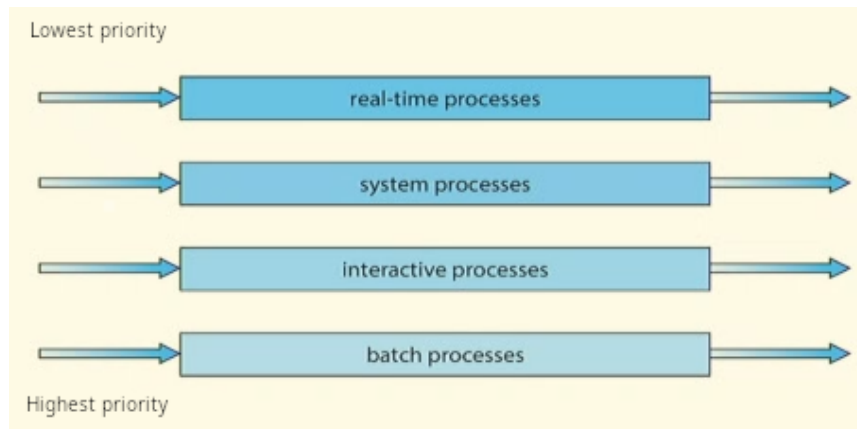 Lowest priority
real-time processes
system processes
interactive processes
batch processes
Highest priority